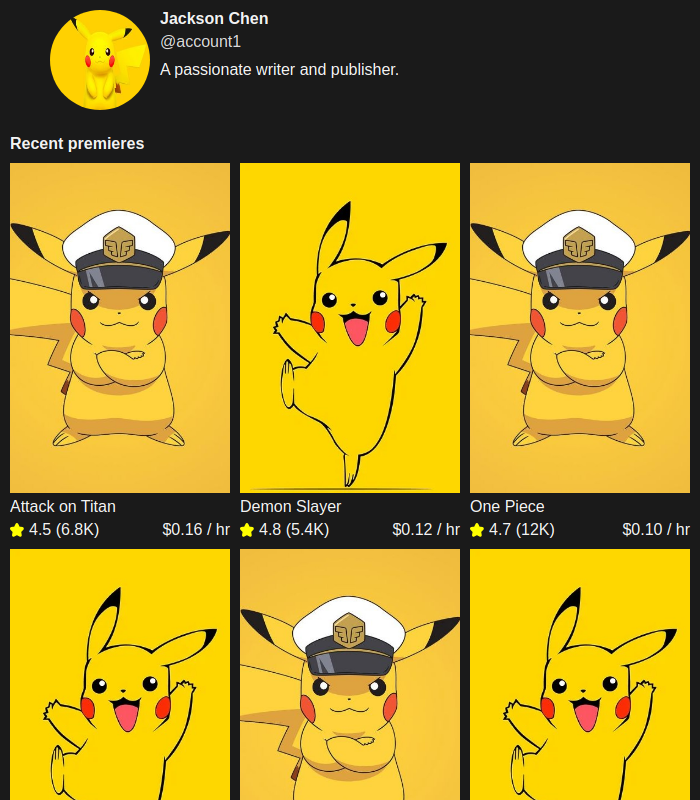 Jackson Chen
@account1
A passionate writer and publisher.
Recent premieres
Attack on Titan
4.5 (6.8K) $0.16 / hr
Demon Slayer
4.8 (5.4K) $0.12 / hr
One Piece
4.7 (12K) $0.10 / hr